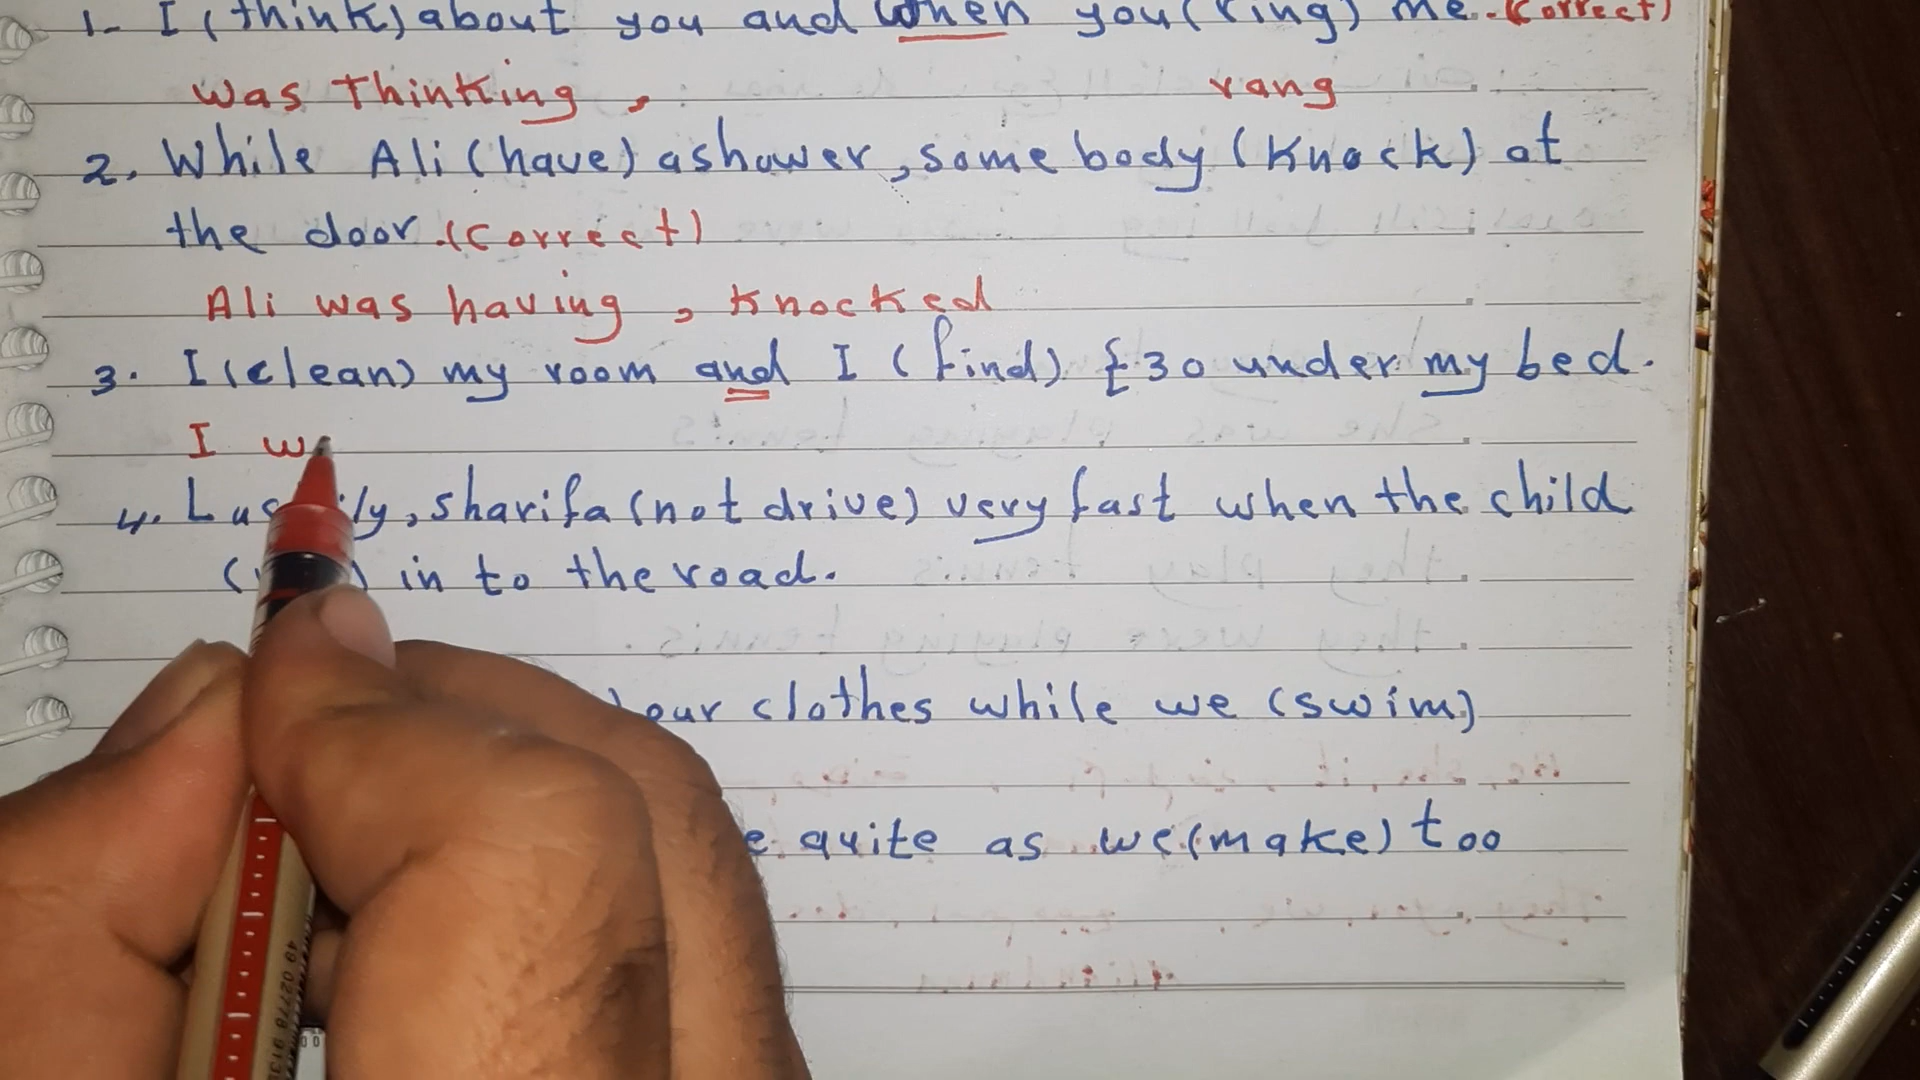 1- I (think) about you and when you (ring) me. (correct)
was Thinking , rang
2. While Ali (have) a shower, some body (Knock) at
the door. (correct)
Ali was having , Knocked
3. I (clean) my room and I (find) £30 under my bed.
I w
4. sharifa (not drive) very fast when the child
in to the road.
our clothes while we (swim)
quite as we (make) too